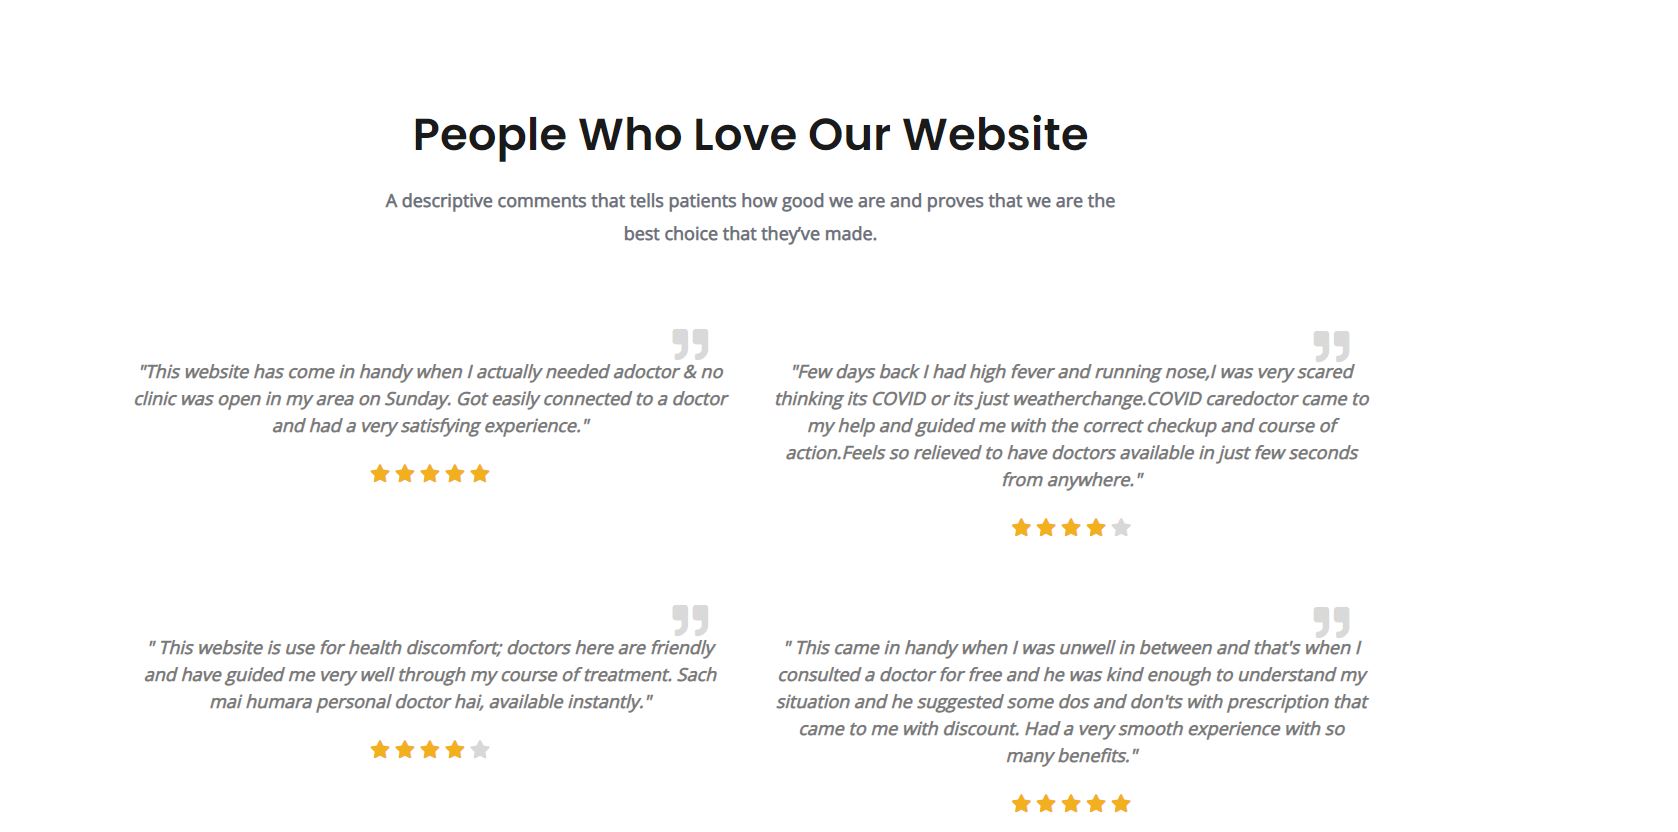 People Who Love Our Website
A descriptive comments that tells patients how good we are and proves that we are the
best choice that they’ve made.
"This website has come in handy when I actually needed adoctor & no
clinic was open in my area on Sunday. Got easily connected to a doctor
and had a very satisfying experience."
"Few days back I had high fever and running nose,I was very scared
thinking its COVID or its just weatherchange.COVID caredoctor came to
my help and guided me with the correct checkup and course of
action.Feels so relieved to have doctors available in just few seconds
from anywhere."
" This website is use for health discomfort; doctors here are friendly
and have guided me very well through my course of treatment. Sach
mai humara personal doctor hai, available instantly."
" This came in handy when I was unwell in between and that's when I
consulted a doctor for free and he was kind enough to understand my
situation and he suggested some dos and don'ts with prescription that
came to me with discount. Had a very smooth experience with so
many benefits."